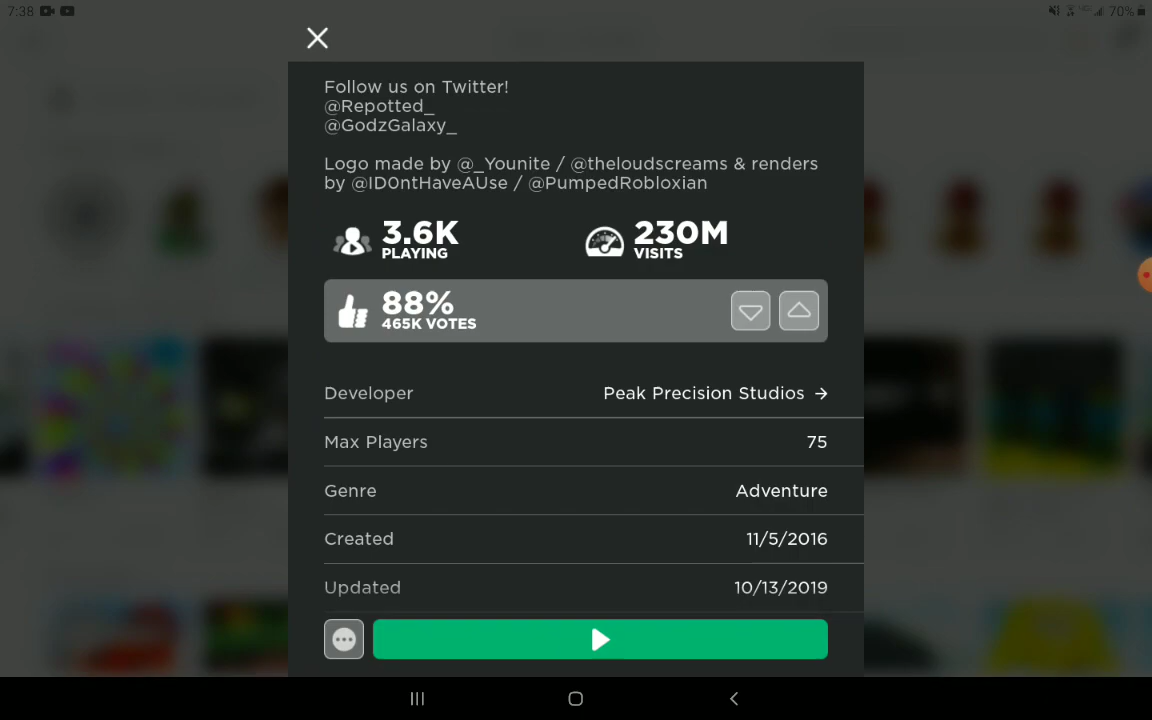 7:38
70%
Follow us on Twitter!
@Repotted_
@GodzGalaxy_
Logo made by @_Younite / @theloudscreams & renders
by @ID0ntHaveAUse / @PumpedRobloxian
3.6K
PLAYING
230M
VISITS
88%
465K VOTES
Developer Peak Precision Studios →
Max Players 75
Genre Adventure
Created 11/5/2016
Updated 10/13/2019